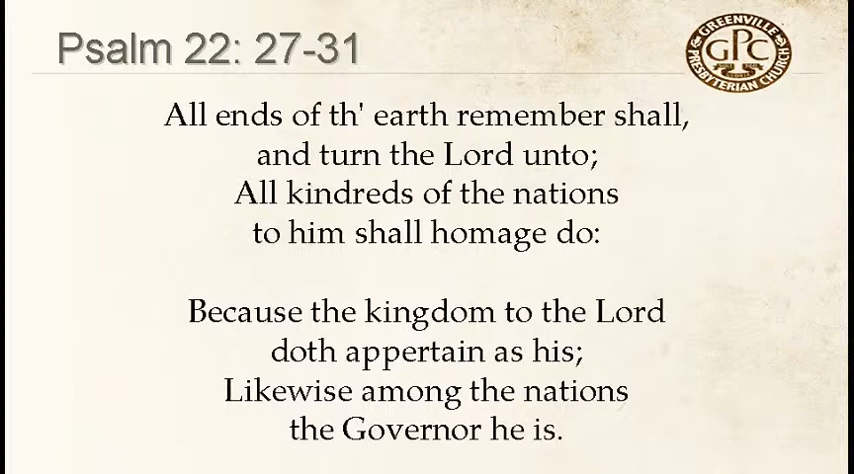 Psalm 22: 27-31
GREENVILLE
GPC
PRESBYTERIAN CHURCH
All ends of th' earth remember shall,
and turn the Lord unto;
All kindreds of the nations
to him shall homage do:
Because the kingdom to the Lord
doth appertain as his;
Likewise among the nations
the Governor he is.